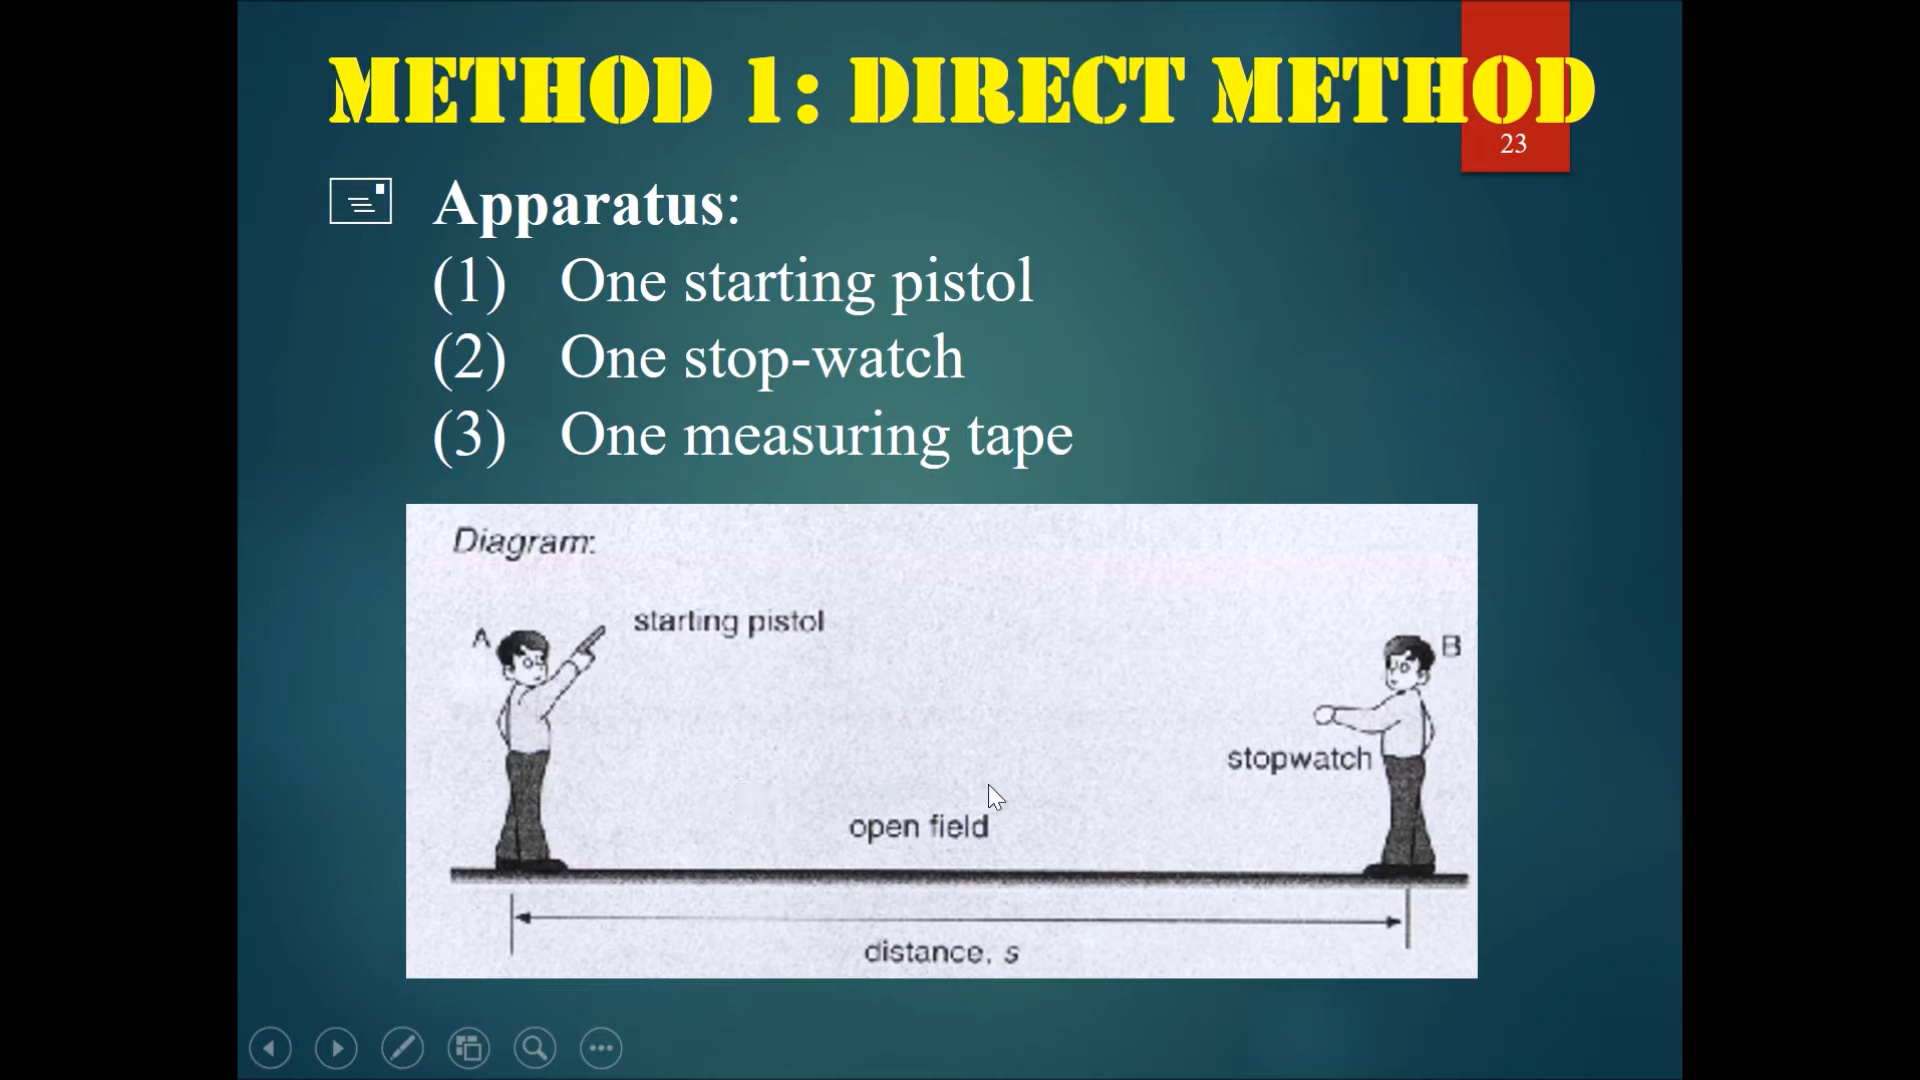 METHOD 1: DIRECT METHOD
23
Apparatus:
(1) One starting pistol
(2) One stop-watch
(3) One measuring tape
Diagram:
starting pistol
A
B
stopwatch
open field
distance, s